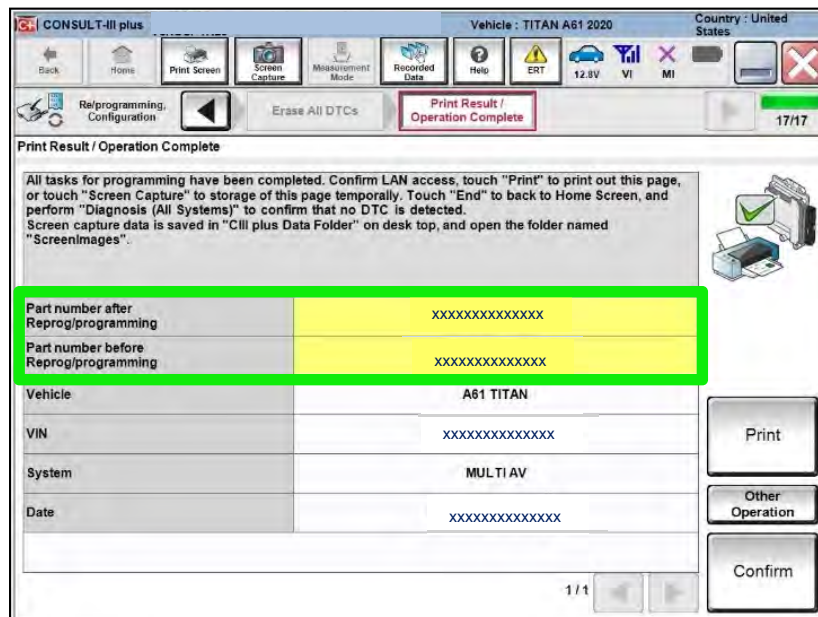 C+ CONSULT-III plus Vehicle : TITAN A61 2020 Country : United States
Back Home Print Screen Screen Capture Measurement Mode Recorded Data Help ERT 12.8V VI MI
Re/programming, Configuration Erase All DTCs Print Result / Operation Complete 17/17
Print Result / Operation Complete
All tasks for programming have been completed. Confirm LAN access, touch "Print" to print out this page,
or touch "Screen Capture" to storage of this page temporally. Touch "End" to back to Home Screen, and
perform "Diagnosis (All Systems)" to confirm that no DTC is detected.
Screen capture data is saved in "CIII plus Data Folder" on desk top, and open the folder named
"ScreenImages".
Part number after
Reprog/programming
xxxxxxxxxxxxxx
Part number before
Reprog/programming
xxxxxxxxxxxxxx
Vehicle A61 TITAN
VIN xxxxxxxxxxxxxx
System MULTI AV
Date xxxxxxxxxxxxxx
Print
Other
Operation
Confirm
1/1